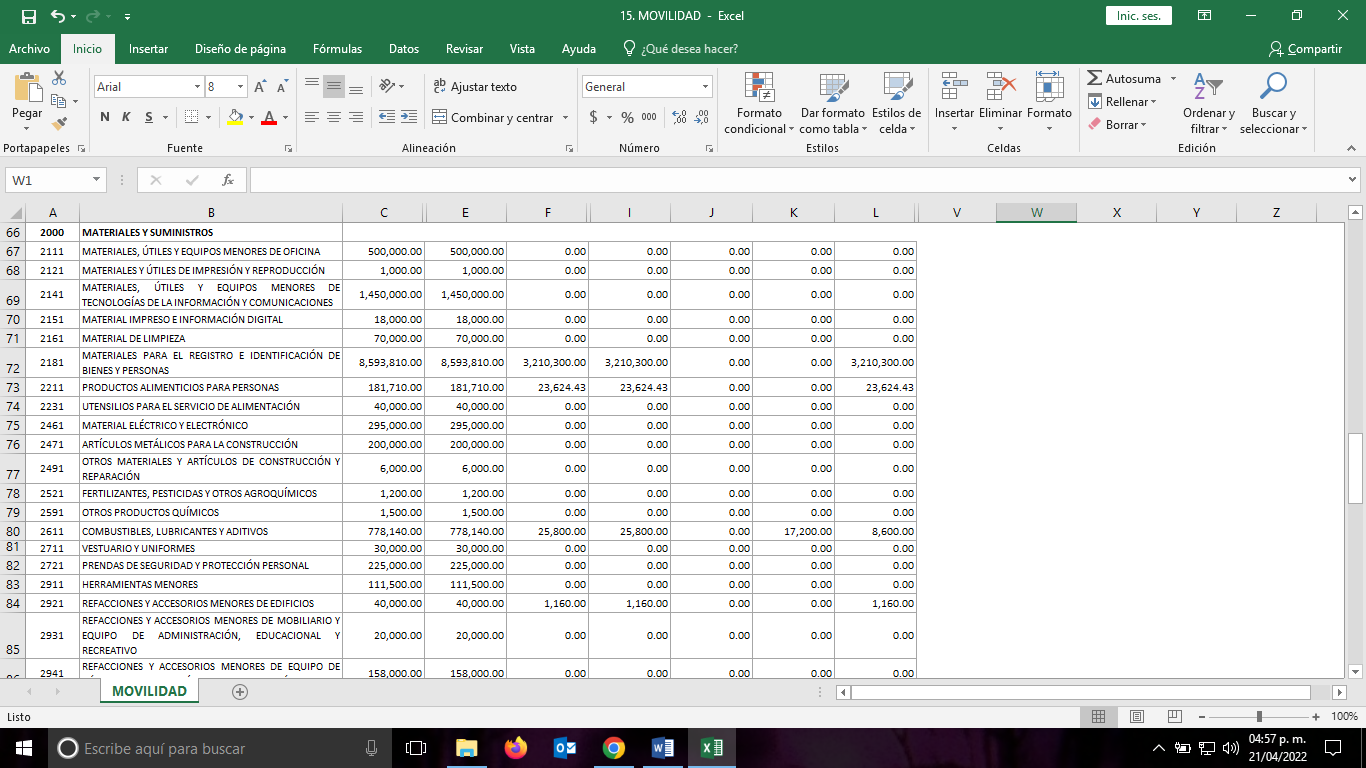 15. MOVILIDAD - Excel
Inic. ses.
Archivo Inicio Insertar Diseño de página Fórmulas Datos Revisar Vista Ayuda ¿Qué desea hacer? Compartir
Pegar
Arial 8 A A
N K S A
Ajustar texto
Combinar y centrar
General
$ % 000
Formato condicional
Dar formato como tabla
Estilos de celda
Insertar Eliminar Formato
Autosuma
Rellenar
Borrar
Ordenar y filtrar
Buscar y seleccionar
Portapapeles Fuente Alineación Número Estilos Celdas Edición
W1 fx
A B C E F I J K L V W X Y Z
66 2000 MATERIALES Y SUMINISTROS
67 2111 MATERIALES, ÚTILES Y EQUIPOS MENORES DE OFICINA 500,000.00 500,000.00 0.00 0.00 0.00 0.00 0.00
68 2121 MATERIALES Y ÚTILES DE IMPRESIÓN Y REPRODUCCIÓN 1,000.00 1,000.00 0.00 0.00 0.00 0.00 0.00
69 2141 MATERIALES, ÚTILES Y EQUIPOS MENORES DE
TECNOLOGÍAS DE LA INFORMACIÓN Y COMUNICACIONES 1,450,000.00 1,450,000.00 0.00 0.00 0.00 0.00 0.00
70 2151 MATERIAL IMPRESO E INFORMACIÓN DIGITAL 18,000.00 18,000.00 0.00 0.00 0.00 0.00 0.00
71 2161 MATERIAL DE LIMPIEZA 70,000.00 70,000.00 0.00 0.00 0.00 0.00 0.00
72 2181 MATERIALES PARA EL REGISTRO E IDENTIFICACIÓN DE
BIENES Y PERSONAS 8,593,810.00 8,593,810.00 3,210,300.00 3,210,300.00 0.00 0.00 3,210,300.00
73 2211 PRODUCTOS ALIMENTICIOS PARA PERSONAS 181,710.00 181,710.00 23,624.43 23,624.43 0.00 0.00 23,624.43
74 2231 UTENSILIOS PARA EL SERVICIO DE ALIMENTACIÓN 40,000.00 40,000.00 0.00 0.00 0.00 0.00 0.00
75 2461 MATERIAL ELÉCTRICO Y ELECTRÓNICO 295,000.00 295,000.00 0.00 0.00 0.00 0.00 0.00
76 2471 ARTÍCULOS METÁLICOS PARA LA CONSTRUCCIÓN 200,000.00 200,000.00 0.00 0.00 0.00 0.00 0.00
77 2491 OTROS MATERIALES Y ARTÍCULOS DE CONSTRUCCIÓN Y
REPARACIÓN 6,000.00 6,000.00 0.00 0.00 0.00 0.00 0.00
78 2521 FERTILIZANTES, PESTICIDAS Y OTROS AGROQUÍMICOS 1,200.00 1,200.00 0.00 0.00 0.00 0.00 0.00
79 2591 OTROS PRODUCTOS QUÍMICOS 1,500.00 1,500.00 0.00 0.00 0.00 0.00 0.00
80 2611 COMBUSTIBLES, LUBRICANTES Y ADITIVOS 778,140.00 778,140.00 25,800.00 25,800.00 0.00 17,200.00 8,600.00
81 2711 VESTUARIO Y UNIFORMES 30,000.00 30,000.00 0.00 0.00 0.00 0.00 0.00
82 2721 PRENDAS DE SEGURIDAD Y PROTECCIÓN PERSONAL 225,000.00 225,000.00 0.00 0.00 0.00 0.00 0.00
83 2911 HERRAMIENTAS MENORES 111,500.00 111,500.00 0.00 0.00 0.00 0.00 0.00
84 2921 REFACCIONES Y ACCESORIOS MENORES DE EDIFICIOS 40,000.00 40,000.00 1,160.00 1,160.00 0.00 0.00 1,160.00
85 2931 REFACCIONES Y ACCESORIOS MENORES DE MOBILIARIO Y
EQUIPO DE ADMINISTRACIÓN, EDUCACIONAL Y
RECREATIVO 20,000.00 20,000.00 0.00 0.00 0.00 0.00 0.00
2941 REFACCIONES Y ACCESORIOS MENORES DE EQUIPO DE 158,000.00 158,000.00 0.00 0.00 0.00 0.00 0.00
MOVILIDAD
Listo 100%
Escribe aquí para buscar
04:57 p. m.
21/04/2022